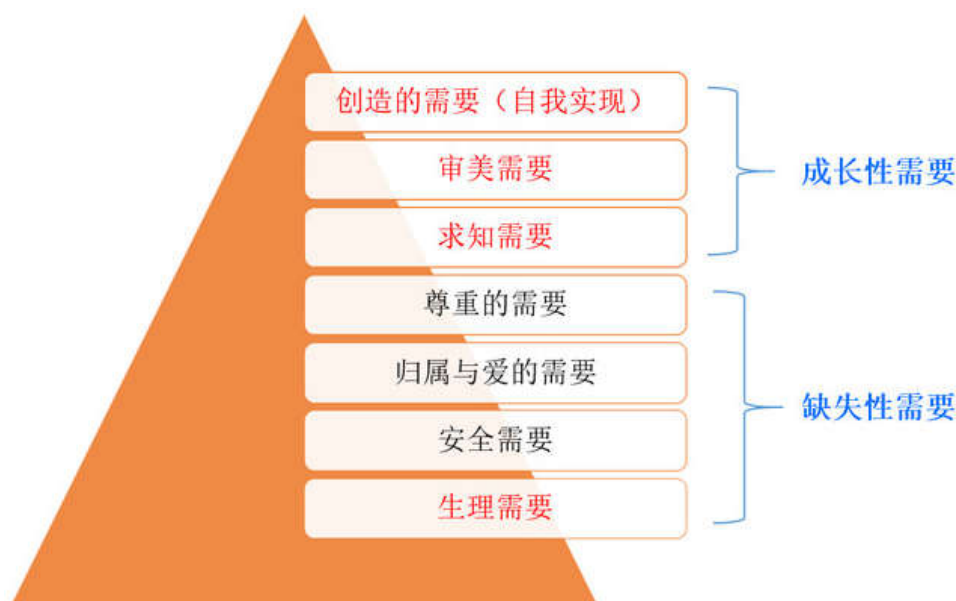 创造的需要（自我实现）
审美需要
求知需要
成长性需要
尊重的需要
归属与爱的需要
安全需要
生理需要
缺失性需要